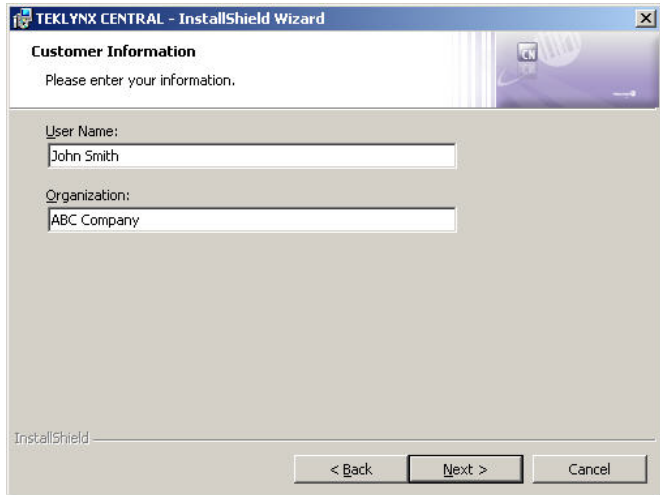 TEKLYNX CENTRAL - InstallShield Wizard
Customer Information
Please enter your information.
CN
User Name:
John Smith
Organization:
ABC Company
InstallShield
< Back
Next >
Cancel